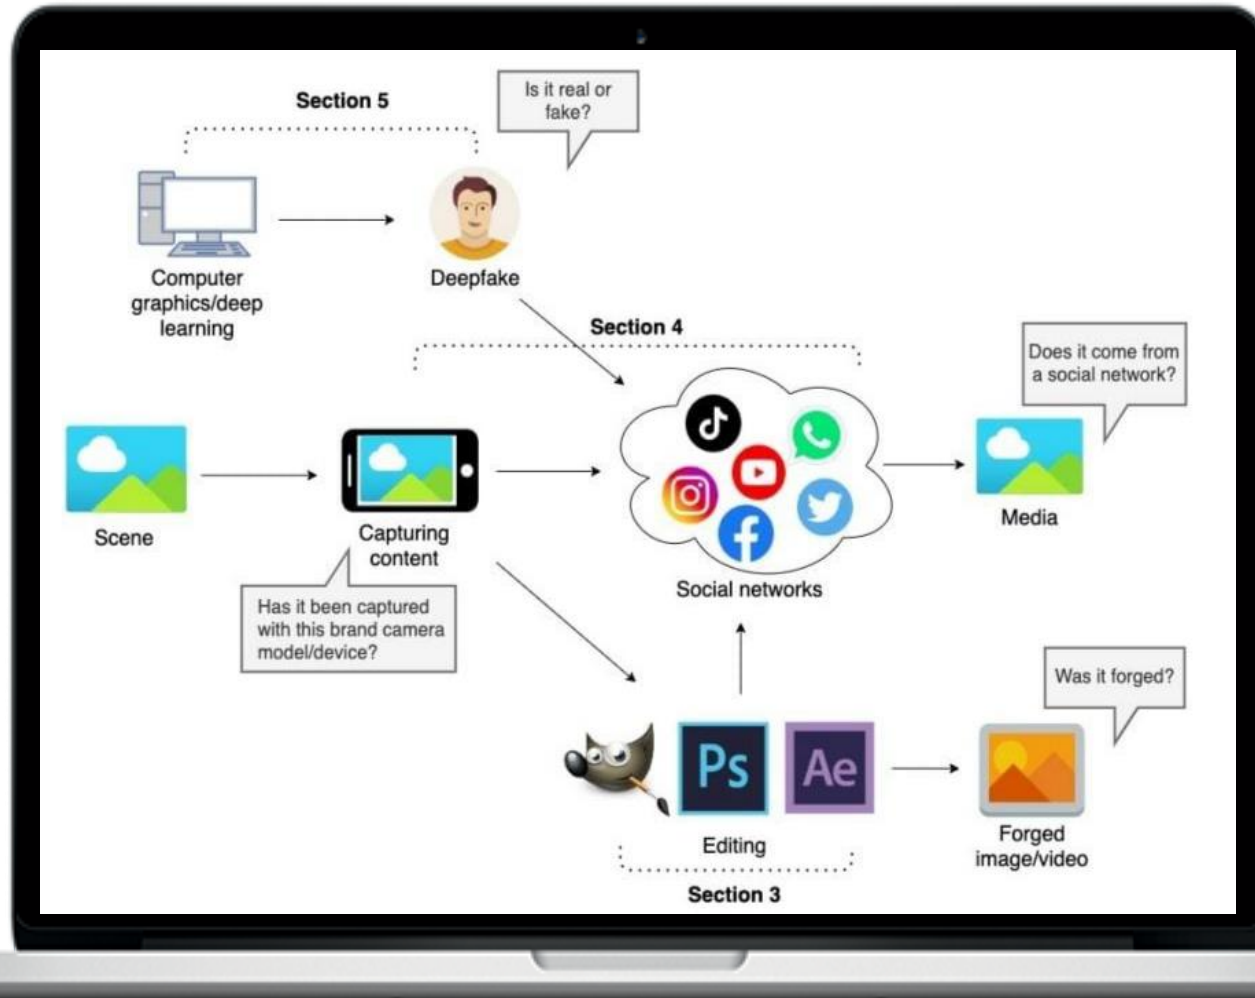 Section 5
Is it real or
fake?
Computer
graphics/deep
learning
Deepfake
Section 4
Does it come from
a social network?
Scene
Capturing
content
Social networks
Media
Has it been captured
with this brand camera
model/device?
Was it forged?
Ps
Ae
Editing
Forged
image/video
Section 3